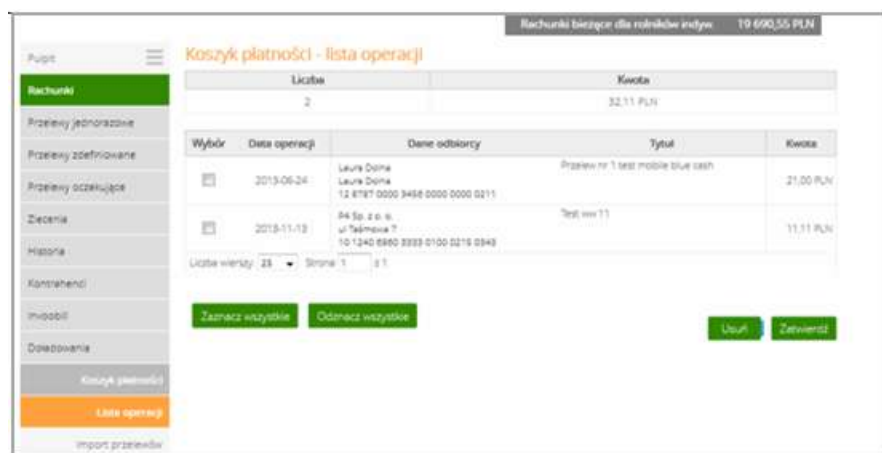 Rachunki bieżące dla rolników indyw. 19 690,55 PLN
Pulpit
Rachunki
Przelewy jednorazowe
Przelewy zdefiniowane
Przelewy oczekujące
Zlecenia
Historia
Kontrahenci
Invoobill
Doładowania
Koszyk płatności
Lista operacji
Import przelewów
Koszyk płatności - lista operacji
Liczba Kwota
2 32,11 PLN
Wybór Data operacji Dane odbiorcy Tytuł Kwota
2013-06-24 Laura Dolna Przelew nr 1 test mobile blue cash 21,00 PLN
Laura Dolna
12 8787 0000 3456 0000 0000 0211
2013-11-13 P4 Sp. z o. o. Test ww 11 11,11 PLN
ul Taśmowa 7
10 1240 6960 3333 0100 0215 0343
Liczba wierszy: 25 Strona 1 z 1
Zaznacz wszystkie Odznacz wszystkie
Usuń Zatwierdź